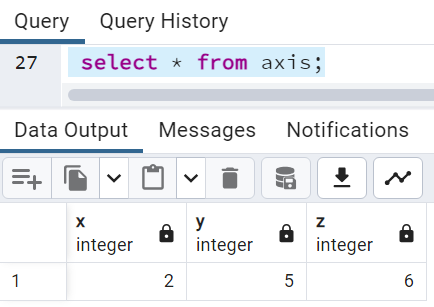 Query Query History
27 select * from axis;
Data Output Messages Notifications
x y z
integer integer integer
1 2 5 6